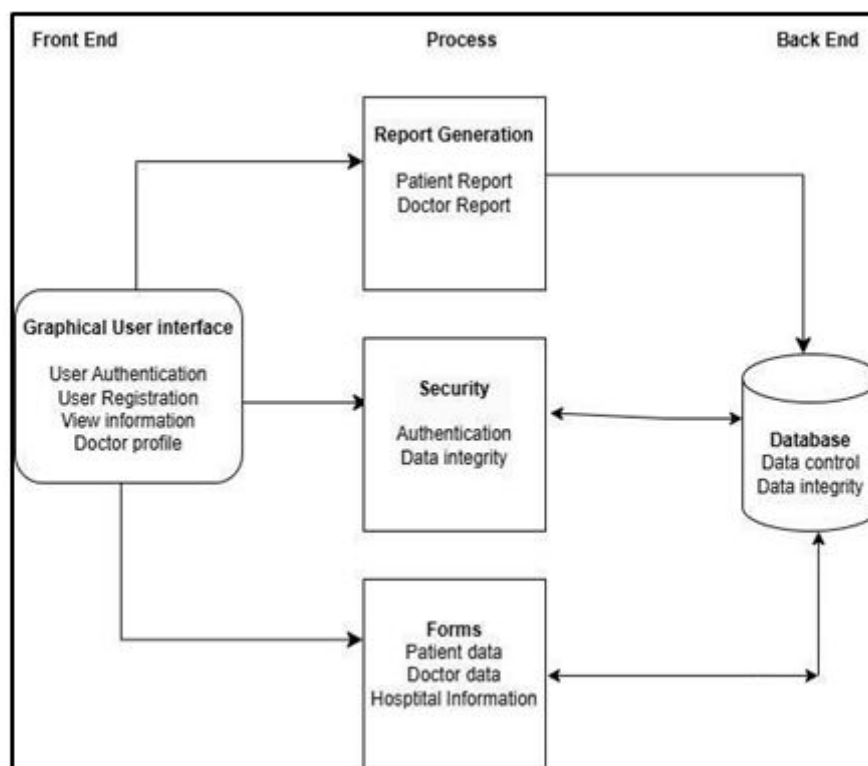 Front End
Process
Back End
Report Generation
Patient Report
Doctor Report
Graphical User interface
User Authentication
User Registration
View information
Doctor profile
Security
Authentication
Data integrity
Database
Data control
Data integrity
Forms
Patient data
Doctor data
Hosptital Information